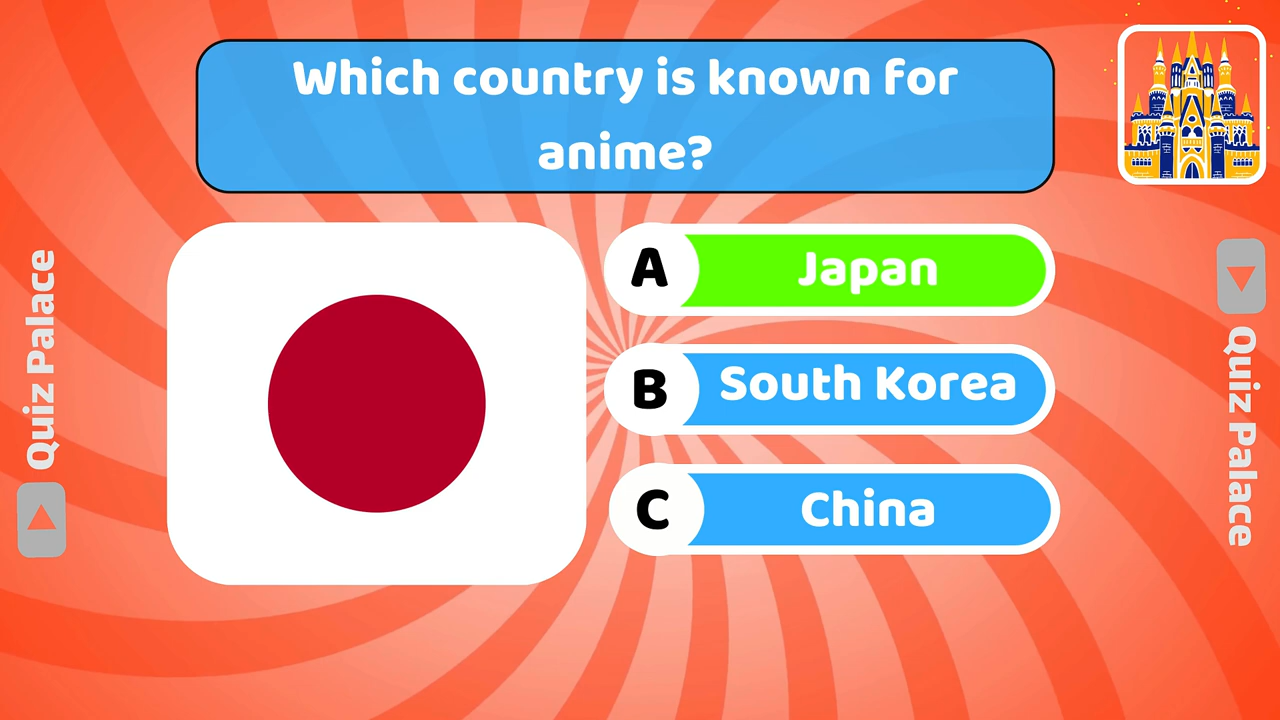 Which country is known for
anime?
A
Japan
B
South Korea
C
China
Quiz Palace
Quiz Palace